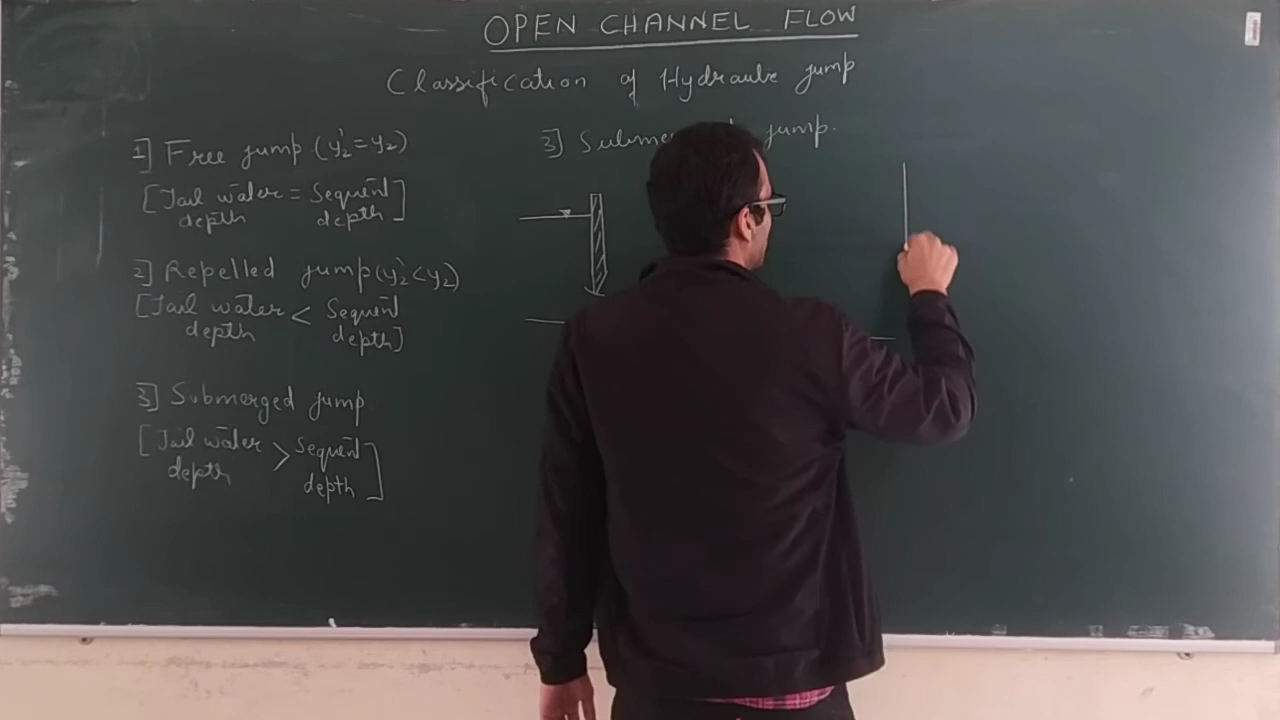 OPEN CHANNEL FLOW
Classification of Hydraulic jump
1] Free jump (y₂'=y₂)
[Tail water = Sequent
depth depth]
2] Repelled jump (y₂'<y₂)
[Tail water < Sequent
depth depth]
3] Submerged jump
[Tail water > Sequent
depth depth]
3] jump.